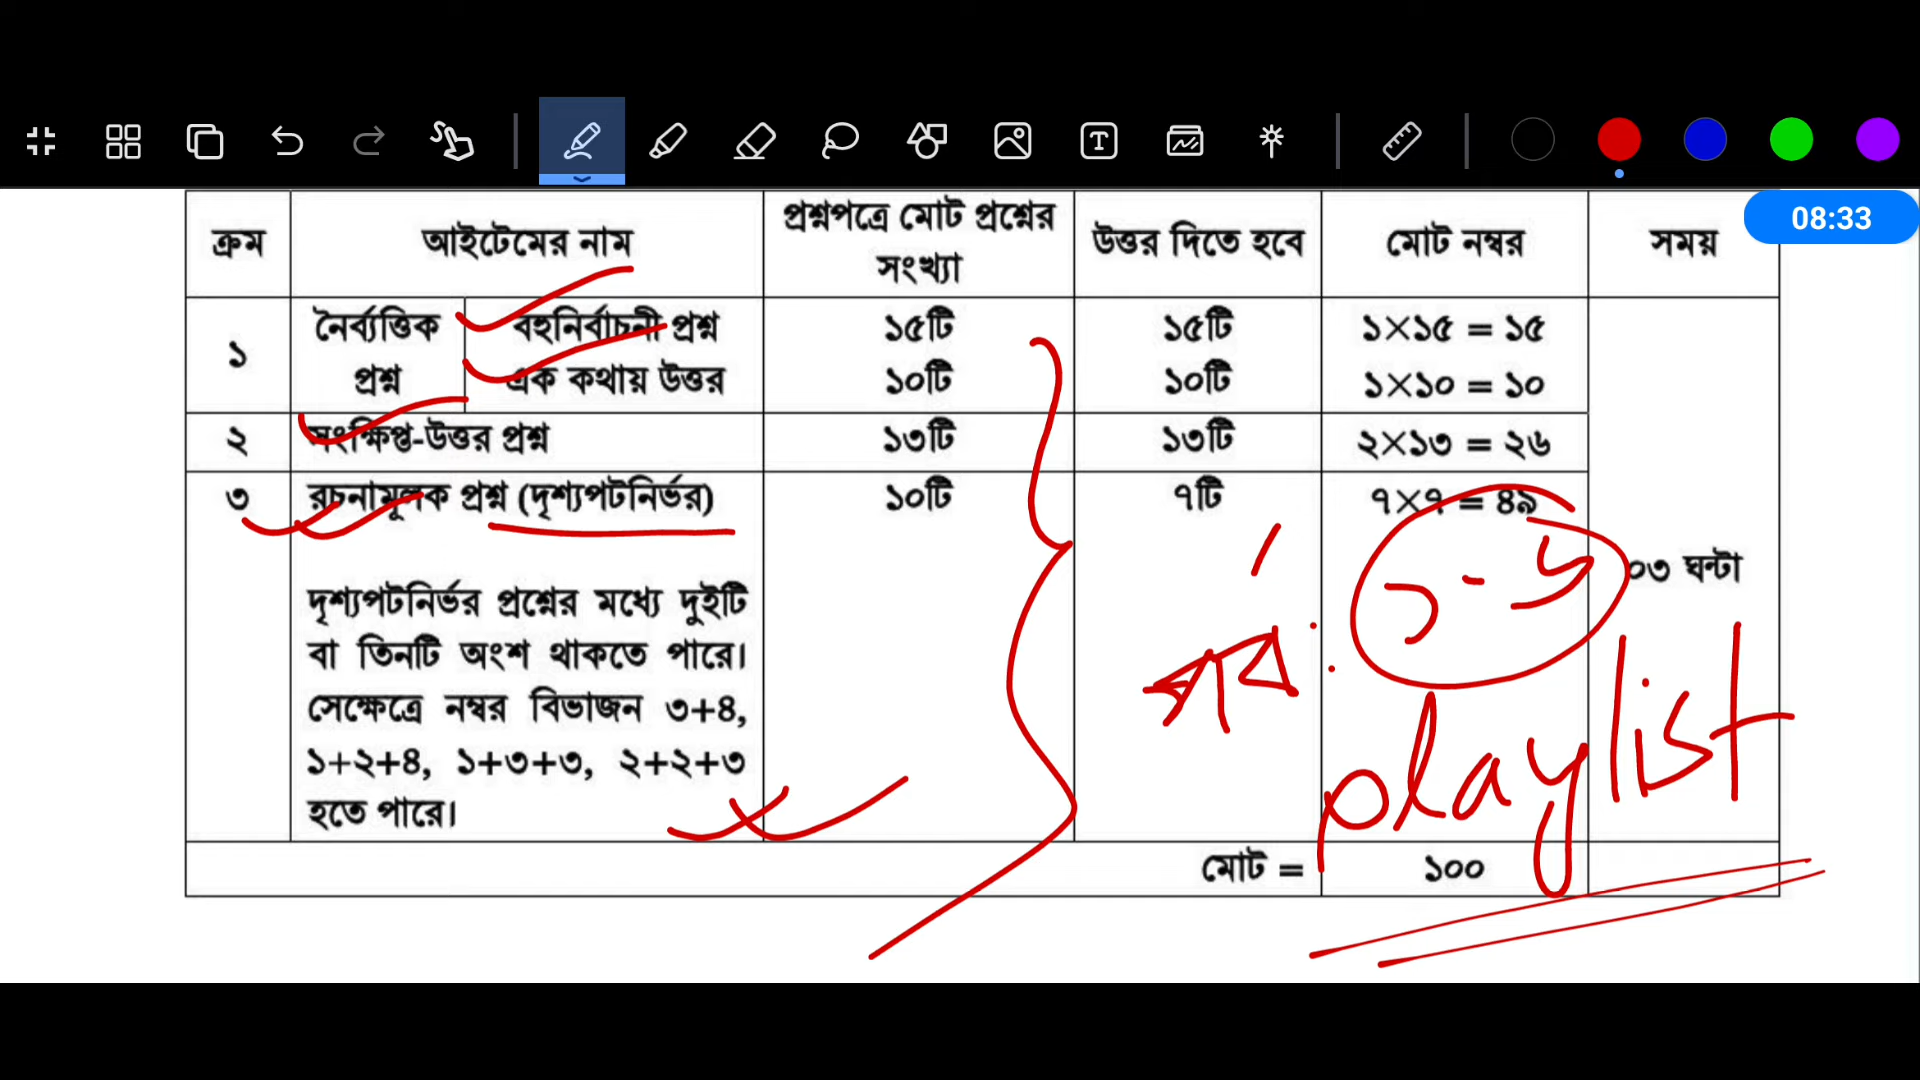 08:33
ক্রম আইটেমের নাম প্রশ্নপত্রে মোট প্রশ্নের সংখ্যা উত্তর দিতে হবে মোট নম্বর সময়
১ নৈর্ব্যত্তিক প্রশ্ন বহুনির্বাচনী প্রশ্ন ১৫টি ১৫টি ১×১৫ = ১৫
এক কথায় উত্তর ১০টি ১০টি ১×১০ = ১০
২ সংক্ষিপ্ত-উত্তর প্রশ্ন ১৩টি ১৩টি ২×১৩ = ২৬
৩ রচনামূলক প্রশ্ন (দৃশ্যপটনির্ভর) ১০টি ৭টি ৭×৭ = ৪৯
০৩ ঘন্টা
দৃশ্যপটনির্ভর প্রশ্নের মধ্যে দুইটি
বা তিনটি অংশ থাকতে পারে।
সেক্ষেত্রে নম্বর বিভাজন ৩+৪,
১+২+৪, ১+৩+৩, ২+২+৩
হতে পারে।
playlist
মোট = ১০০